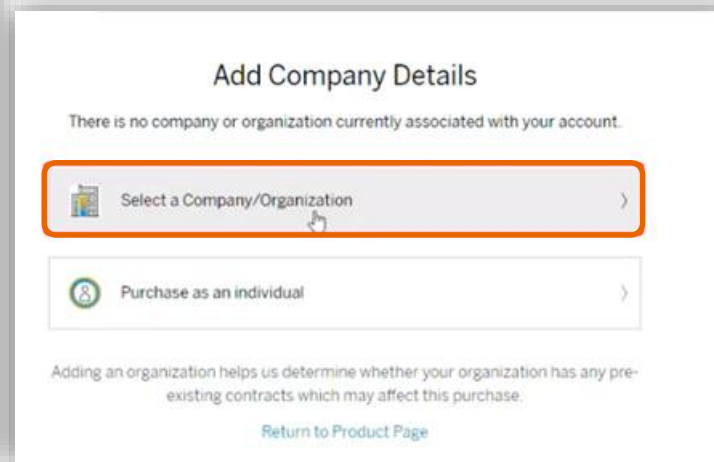 Add Company Details
There is no company or organization currently associated with your account.
Select a Company/Organization
Purchase as an individual
Adding an organization helps us determine whether your organization has any pre-
existing contracts which may affect this purchase.
Return to Product Page